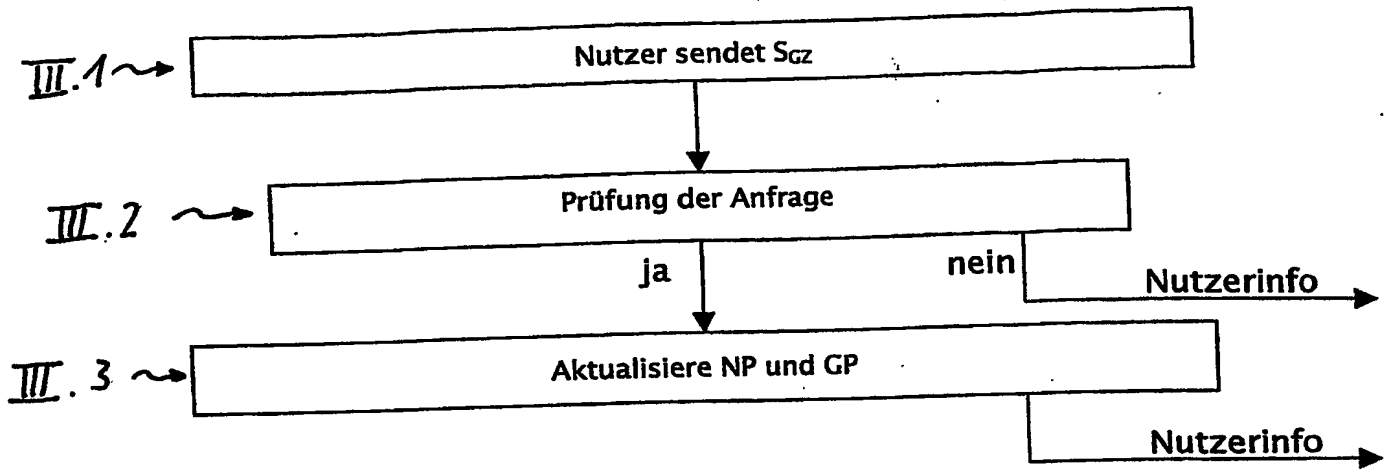 III.1 Nutzer sendet SGZ
III.2 Prüfung der Anfrage
ja nein Nutzerinfo
III.3 Aktualisiere NP und GP
Nutzerinfo